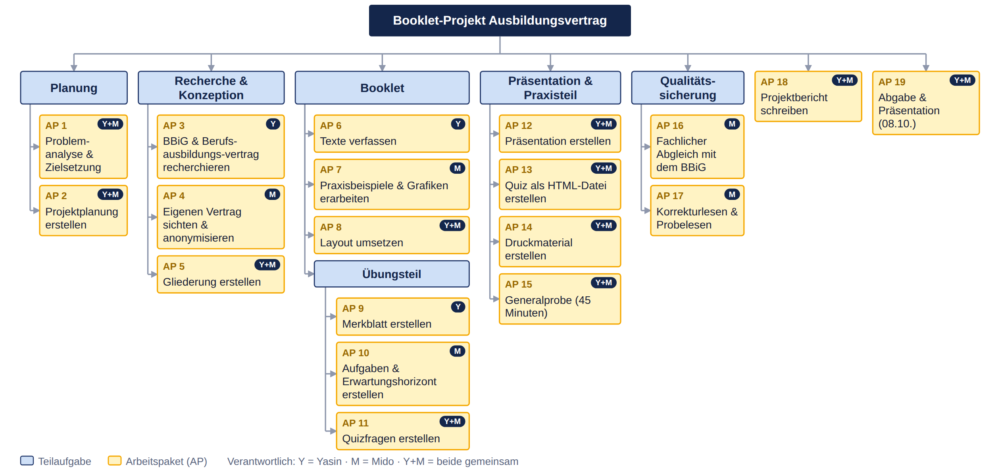 Booklet-Projekt Ausbildungsvertrag
Planung
AP 1
Y+M
Problem-
analyse &
Zielsetzung
AP 2
Y+M
Projektplanung
erstellen
Recherche &
Konzeption
AP 3
Y
BBiG & Berufs-
ausbildungs-vertrag
recherchieren
AP 4
M
Eigenen Vertrag
sichten &
anonymisieren
AP 5
Y+M
Gliederung erstellen
Booklet
AP 6
Y
Texte verfassen
AP 7
M
Praxisbeispiele & Grafiken
erarbeiten
AP 8
Y+M
Layout umsetzen
Übungsteil
AP 9
Y
Merkblatt erstellen
AP 10
M
Aufgaben &
Erwartungshorizont
erstellen
AP 11
Y+M
Quizfragen erstellen
Präsentation &
Praxisteil
AP 12
Y+M
Präsentation erstellen
AP 13
Y+M
Quiz als HTML-Datei
erstellen
AP 14
Y+M
Druckmaterial
erstellen
AP 15
Y+M
Generalprobe (45
Minuten)
Qualitäts-
sicherung
AP 16
M
Fachlicher
Abgleich mit
dem BBiG
AP 17
M
Korrekturlesen &
Probelesen
AP 18
Y+M
Projektbericht
schreiben
AP 19
Y+M
Abgabe &
Präsentation
(08.10.)
Teilaufgabe
Arbeitspaket (AP)
Verantwortlich: Y = Yasin · M = Mido · Y+M = beide gemeinsam